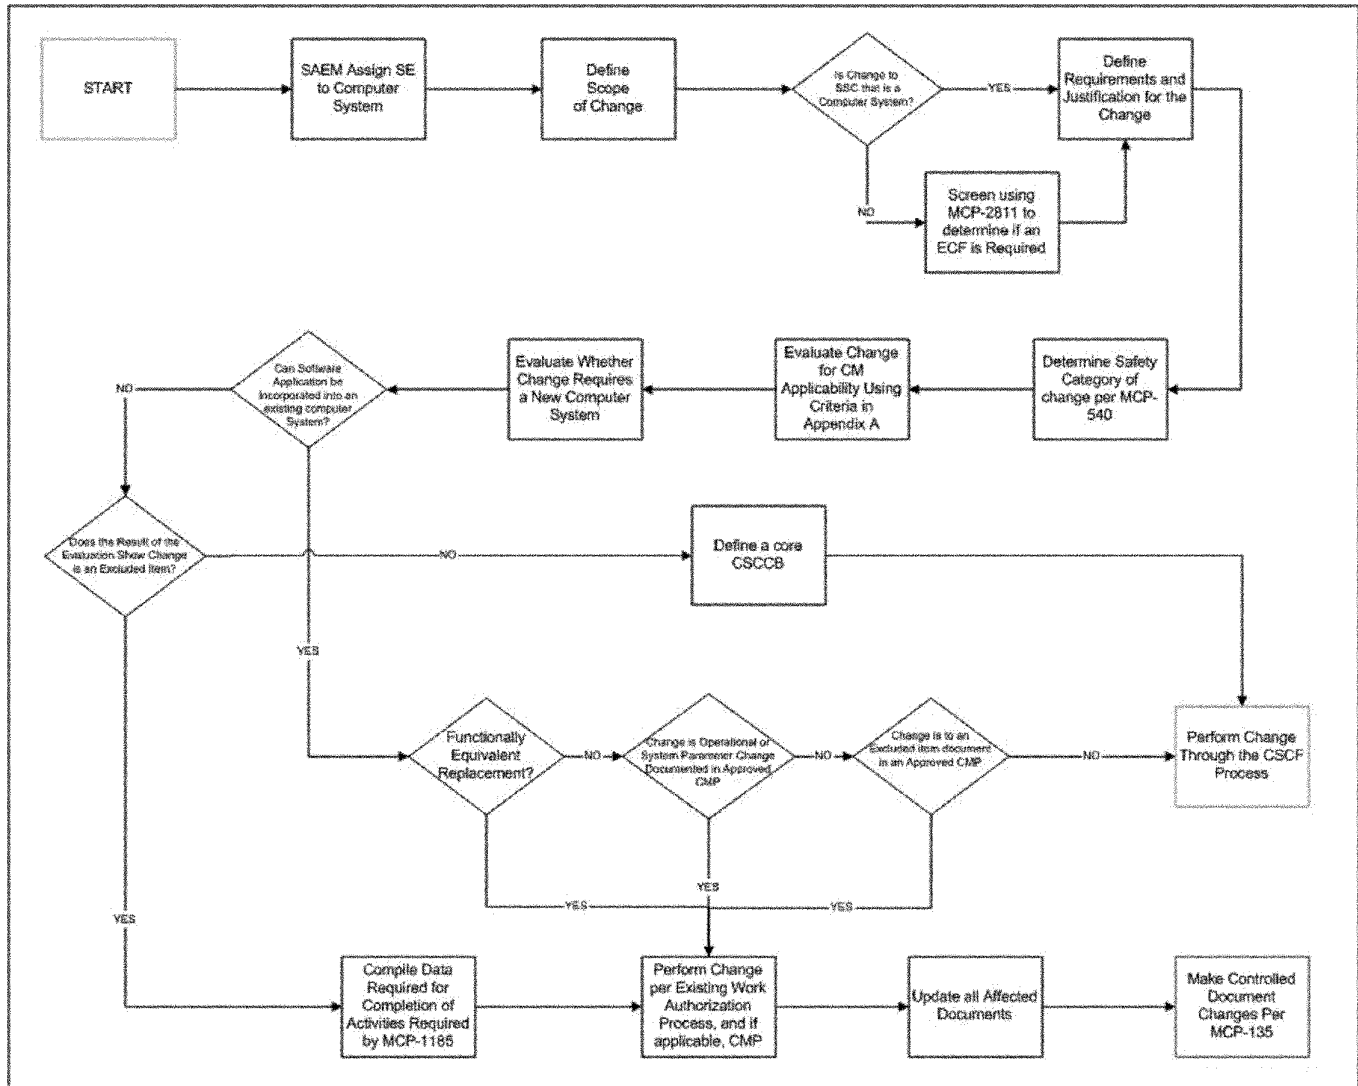 START
SAEM Assign SE
to Computer
System
Define
Scope
of Change
Is Change to
SSC that is a
Computer System?
YES
Define
Requirements and
Justification for the
Change
NO
Screen using
MCP-2811 to
determine if an
ECF is Required
NO
Can Software
Application be
Incorporated into an
existing computer
System?
Evaluate Whether
Change Requires
a New Computer
System
Evaluate Change
for CM
Applicability Using
Criteria in
Appendix A
Determine Safety
Category of
change per MCP-
540
Does the Result of the
Evaluation Show Change
is an Excluded Item?
NO
Define a core
CSCCB
YES
Functionally
Equivalent
Replacement?
NO
Change is Operational or
System Parameter Change
Documented in Approved
CMP
NO
Change is to an
Excluded item document
in an Approved CMP
NO
Perform Change
Through the CSCF
Process
YES
YES
YES
YES
Compile Data
Required for
Completion of
Activities Required
by MCP-1185
Perform Change
per Existing Work
Authorization
Process, and if
applicable, CMP
Update all Affected
Documents
Make Controlled
Document
Changes Per
MCP-135